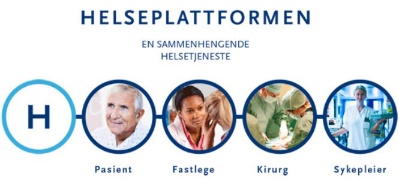 HELSEPLATTFORMEN
EN SAMMENHENGENDE
HELSETJENESTE
H
Pasient Fastlege Kirurg Sykepleier